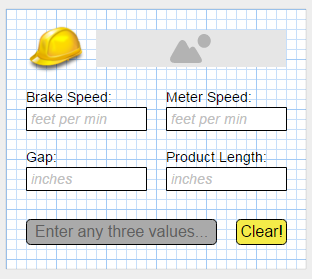 Brake Speed: Meter Speed:
feet per min feet per min
Gap: Product Length:
inches inches
Enter any three values... Clear!